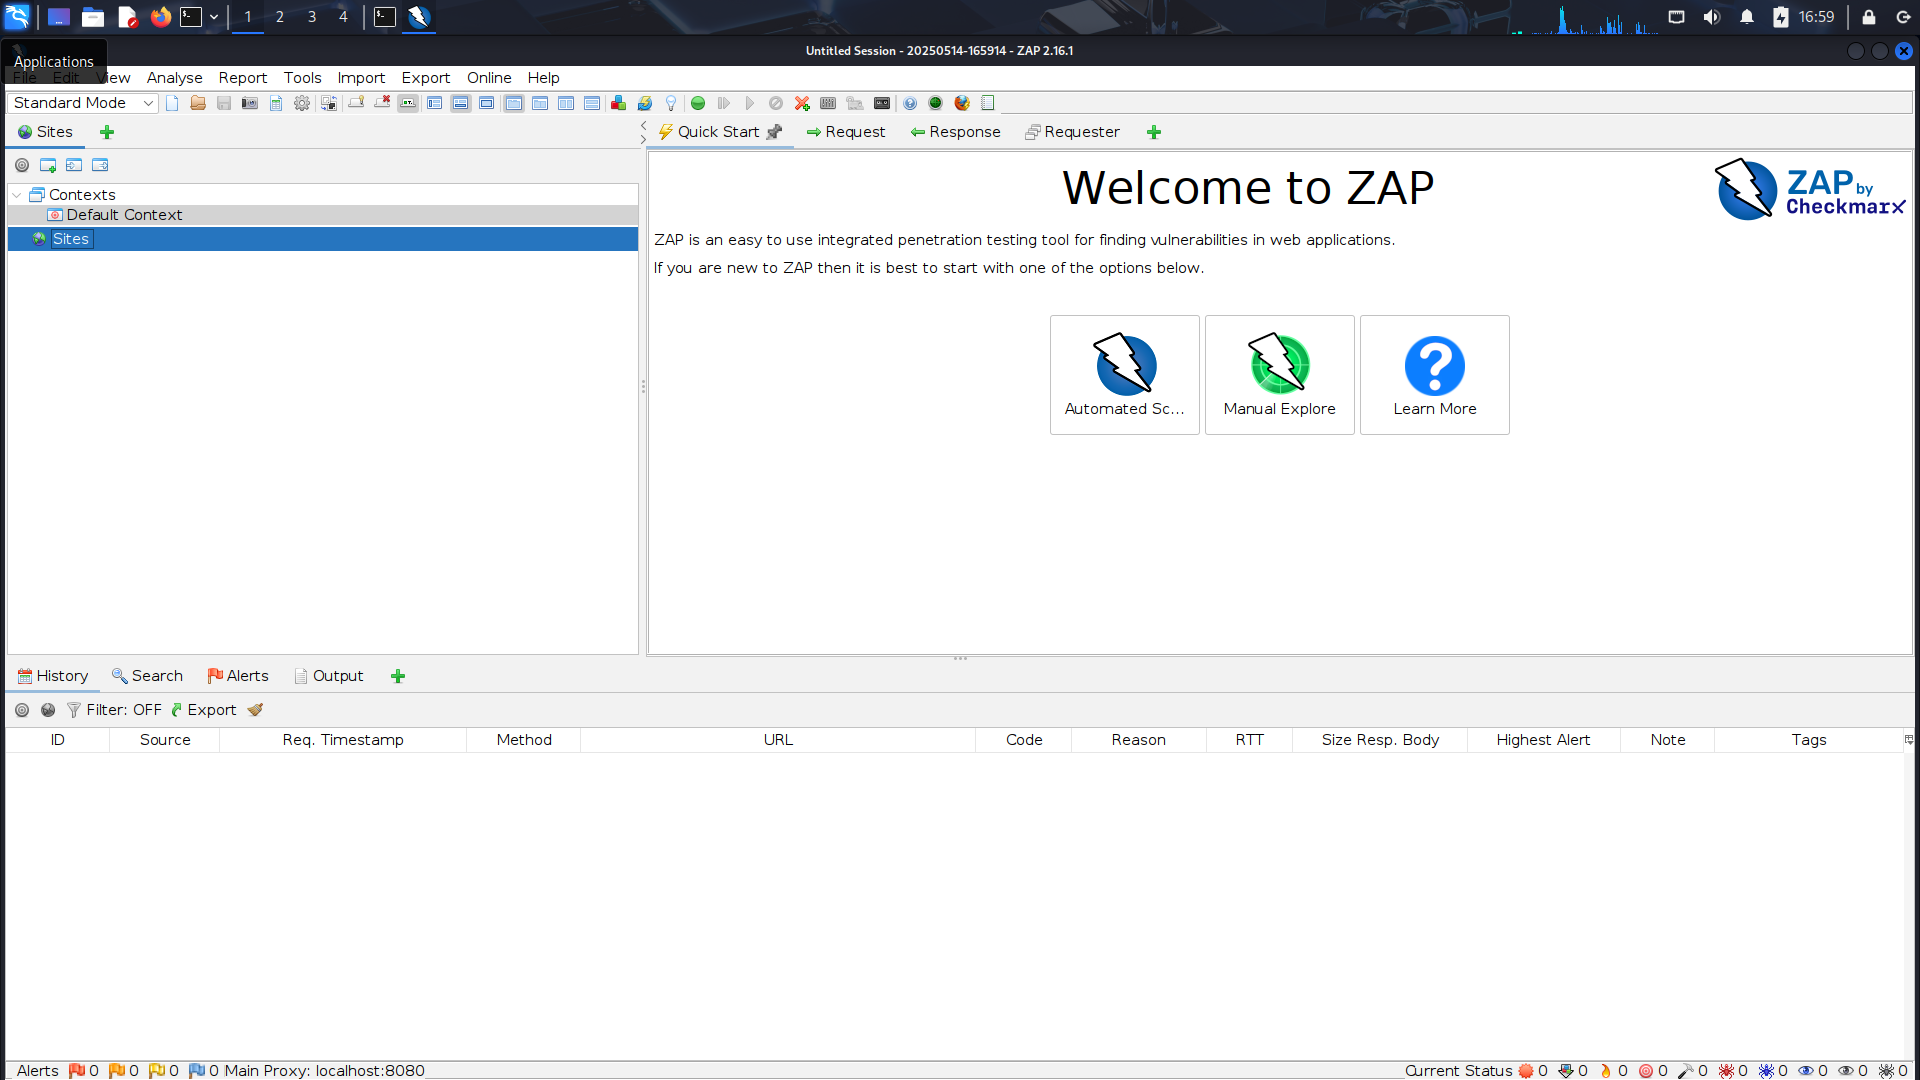 1 2 3 4 16:59
Untitled Session - 20250514-165914 - ZAP 2.16.1
Applications
File Edit View Analyse Report Tools Import Export Online Help
Standard Mode
Sites
Quick Start Request Response Requester
Contexts
Default Context
Sites
Welcome to ZAP
ZAP by
Checkmarx
ZAP is an easy to use integrated penetration testing tool for finding vulnerabilities in web applications.
If you are new to ZAP then it is best to start with one of the options below.
Automated Sc... Manual Explore Learn More
History Search Alerts Output
Filter: OFF Export
ID Source Req. Timestamp Method URL Code Reason RTT Size Resp. Body Highest Alert Note Tags
Alerts 0 0 0 0 Main Proxy: localhost:8080 Current Status 0 0 0 0 0 0 0 0 0 0